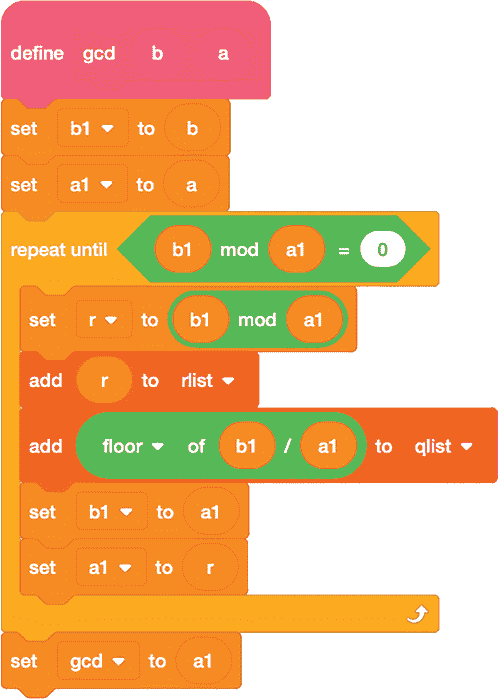 define gcd b a
set b1 to b
set a1 to a
repeat until b1 mod a1 = 0
set r to b1 mod a1
add r to rlist
add floor of b1 / a1 to qlist
set b1 to a1
set a1 to r
set gcd to a1